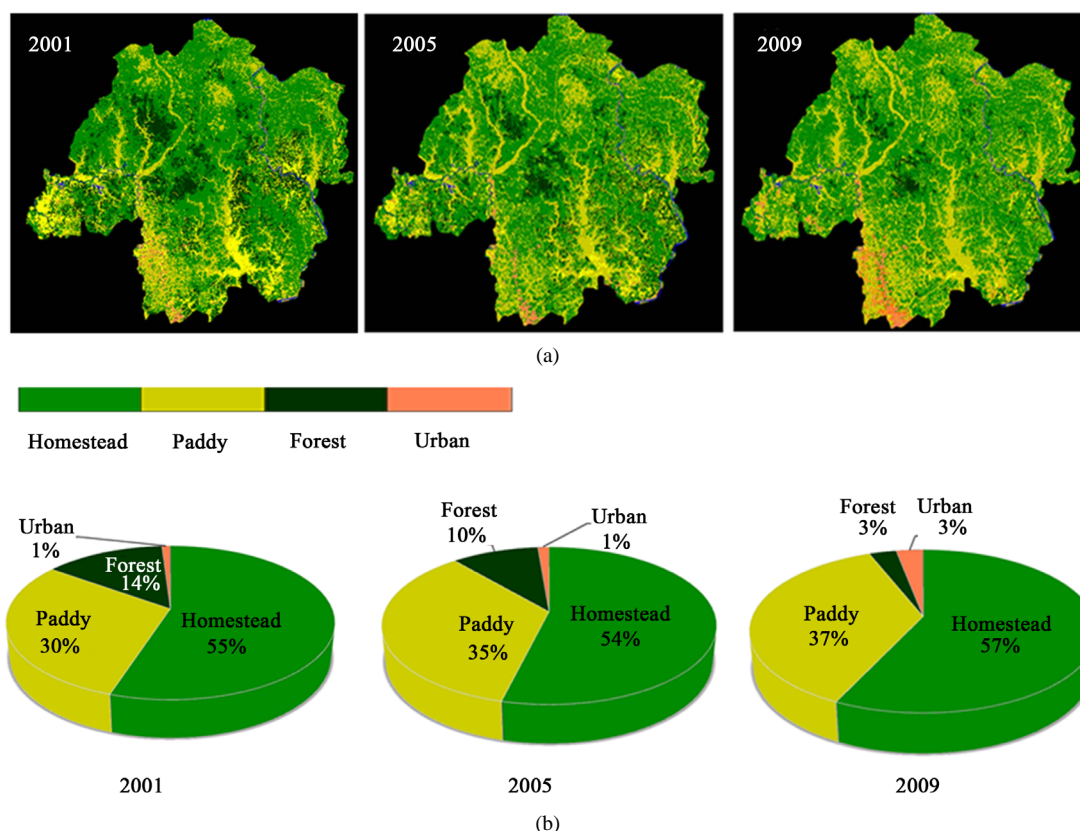 2001
2005
2009
(a)
Homestead
Paddy
Forest
Urban
Urban
1%
Forest
14%
Paddy
30%
Homestead
55%
2001
Forest
10%
Urban
1%
Paddy
35%
Homestead
54%
2005
Forest
3%
Urban
3%
Paddy
37%
Homestead
57%
2009
(b)